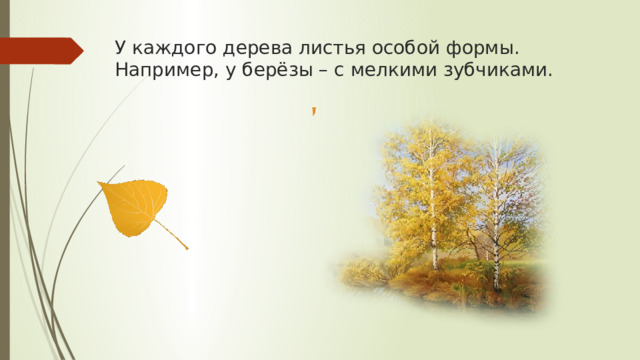 У каждого дерева листья особой формы.
Например, у берёзы – с мелкими зубчиками.
,